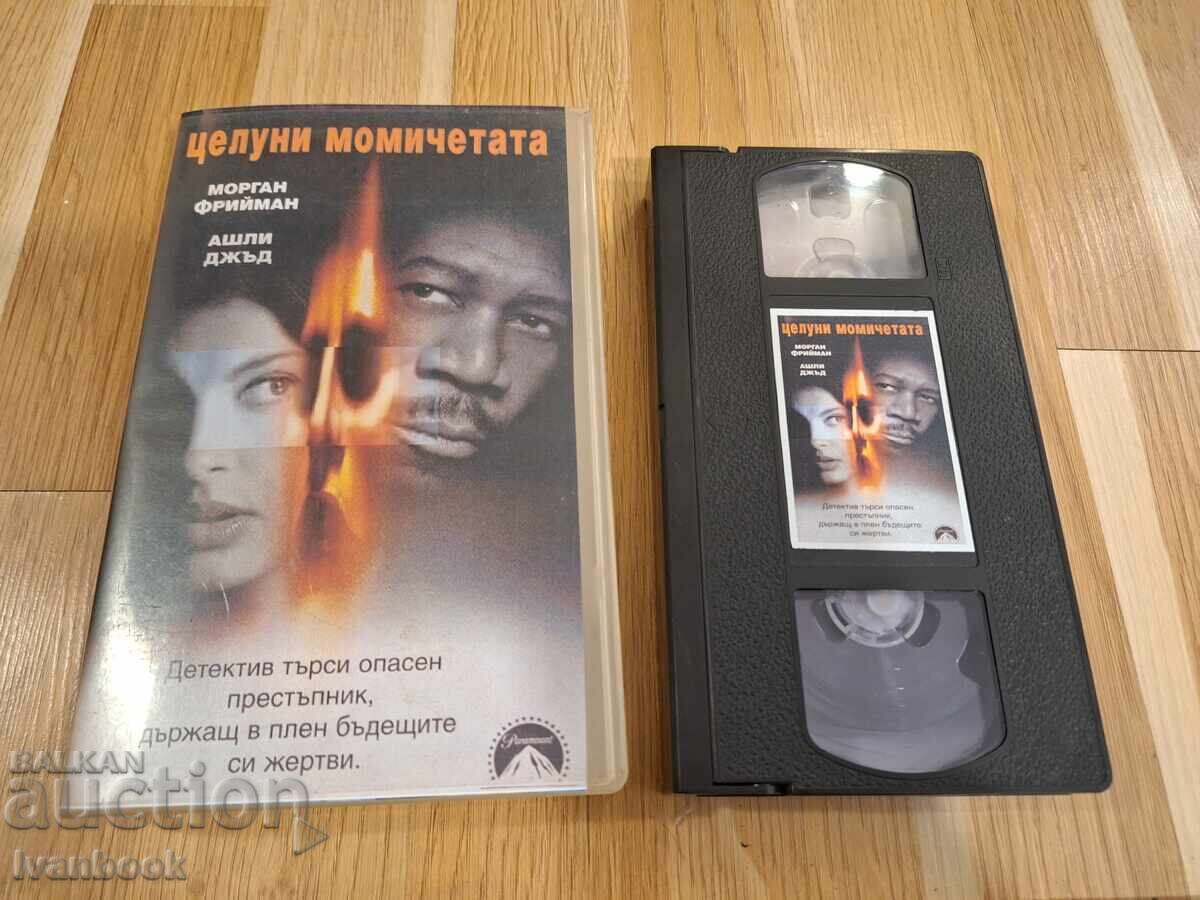 ЦЕЛУНИ МОМИЧЕТАТА
МОРГАН
ФРИЙМАН
АШЛИ
ДЖЪД
Детектив търси опасен
престъпник,
държащ в плен бъдещите
си жертви.
Paramount
ЦЕЛУНИ МОМИЧЕТАТА
МОРГАН
ФРИЙМАН
АШЛИ
ДЖЪД
Детектив търси опасен
престъпник,
държащ в плен бъдещите
си жертви.
BALKAN
auction
Ivanbook